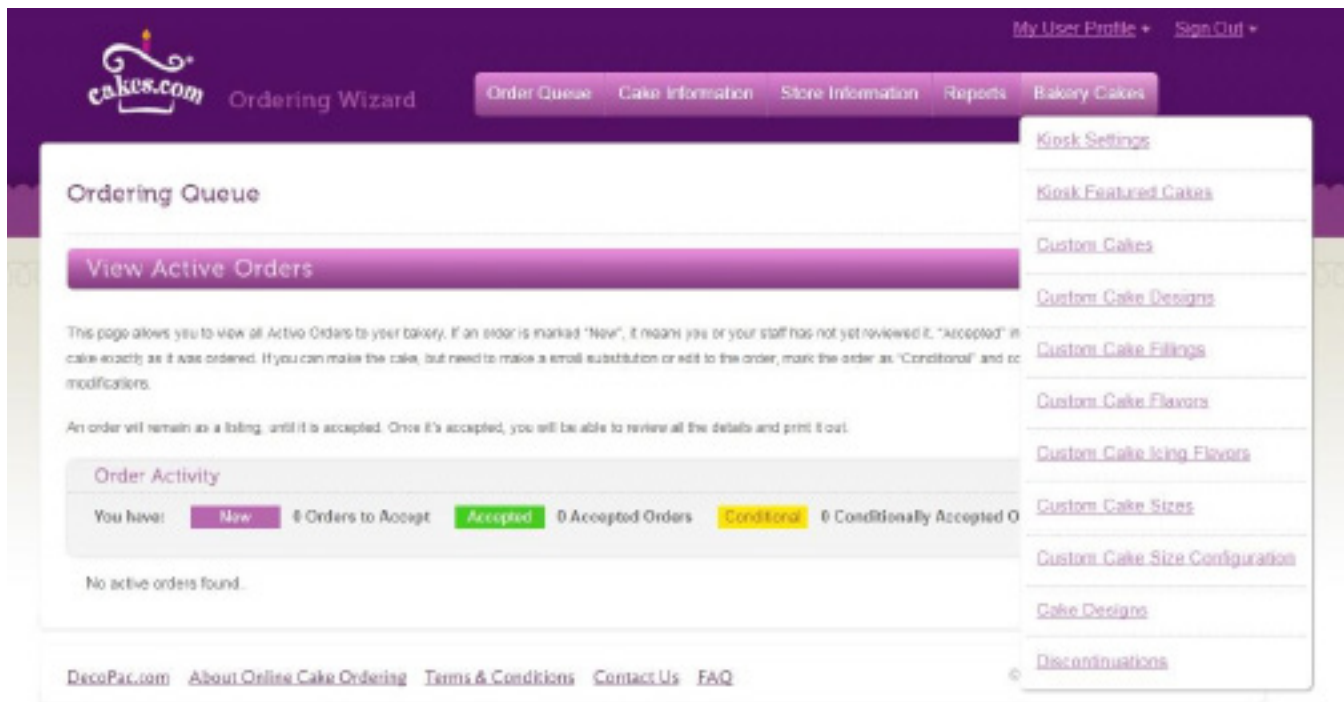 My User Profile
Sign Out
cakes.com
Ordering Wizard
Order Queue
Cake Information
Store Information
Reports
Bakery Cakes
Kiosk Settings
Kiosk Featured Cakes
Custom Cakes
Custom Cake Designs
Custom Cake Fillings
Custom Cake Flavors
Custom Cake Icing Flavors
Custom Cake Sizes
Custom Cake Size Configuration
Cake Designs
Discontinuations
Ordering Queue
View Active Orders
This page allows you to view all Active Orders to your bakery. If an order is marked "New", it means you or your staff has not yet reviewed it. "Accepted"
cake exactly as it was ordered. If you can make the cake, but need to make a small substitution or edit to the order, mark the order as "Conditional" and
modifications.
An order will remain as a listing, until it is accepted. Once it's accepted, you will be able to review all the details and print it out.
Order Activity
You have: New 0 Orders to Accept Accepted 0 Accepted Orders Conditional 0 Conditionally Accepted O
No active orders found.
DecoPac.com About Online Cake Ordering Terms & Conditions Contact Us FAQ
©